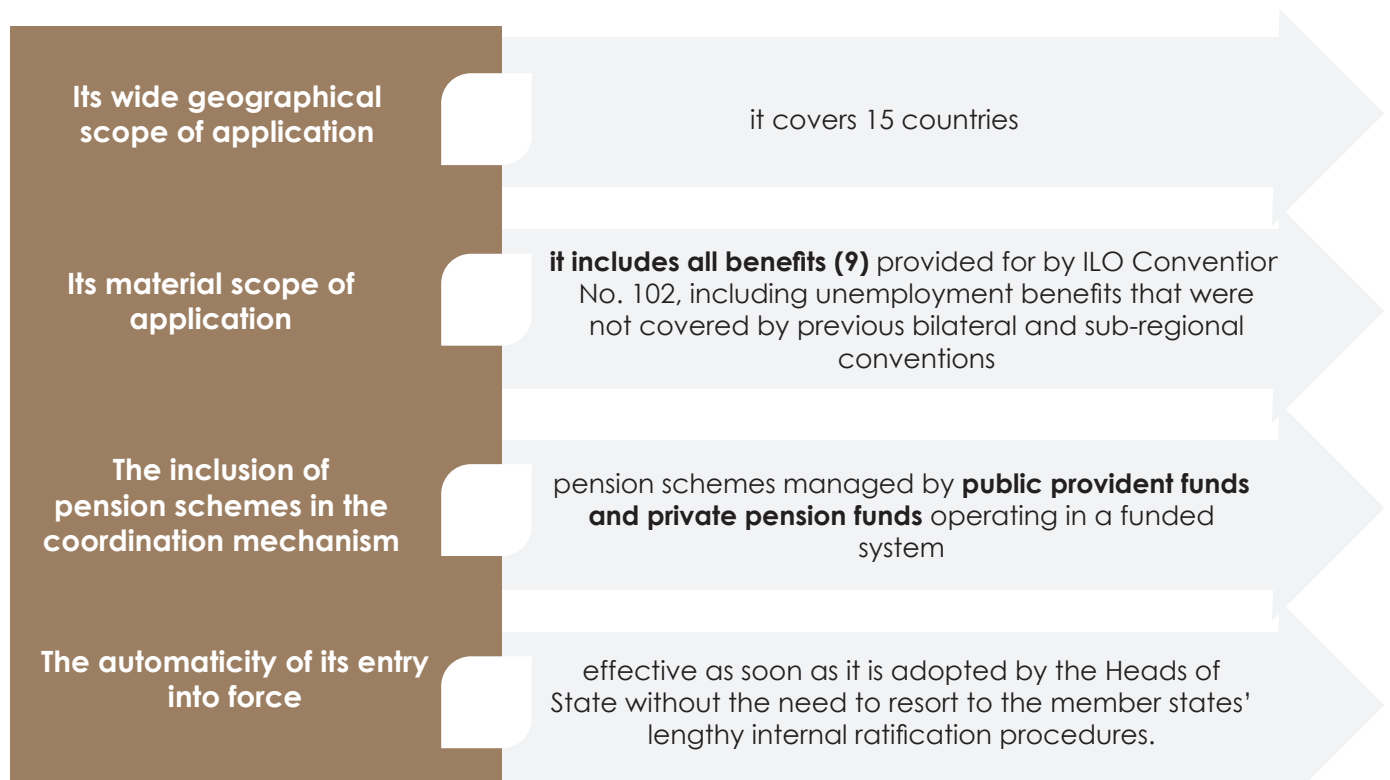 Its wide geographical
scope of application
it covers 15 countries
Its material scope of
application
it includes all benefits (9) provided for by ILO Convention
No. 102, including unemployment benefits that were
not covered by previous bilateral and sub-regional
conventions
The inclusion of
pension schemes in the
coordination mechanism
pension schemes managed by public provident funds
and private pension funds operating in a funded
system
The automaticity of its entry
into force
effective as soon as it is adopted by the Heads of
State without the need to resort to the member states’
lengthy internal ratification procedures.